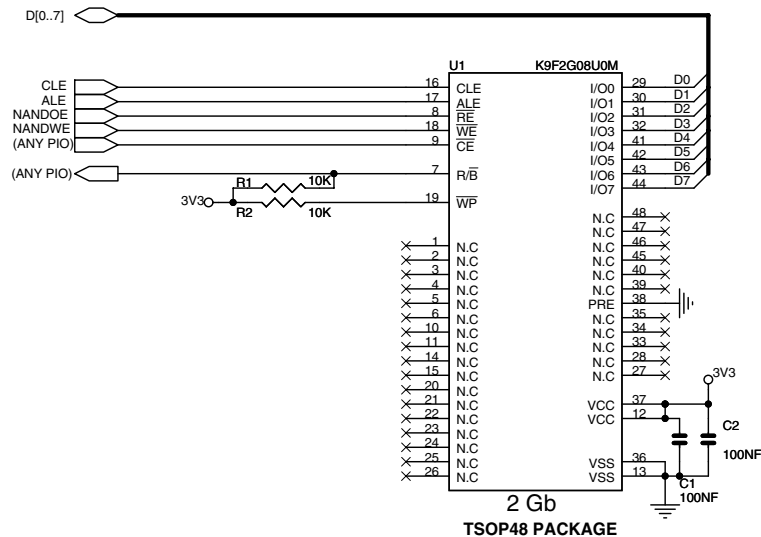 D[0..7]
U1 K9F2G08U0M
CLE 16 CLE I/O0 29 D0
ALE 17 ALE I/O1 30 D1
NANDOE 8 RE I/O2 31 D2
NANDWE 18 WE I/O3 32 D3
(ANY PIO) 9 CE I/O4 41 D4
I/O5 42 D5
(ANY PIO) 7 R/B I/O6 43 D6
I/O7 44 D7
R1 10K
3V3
R2 10K 19 WP
N.C 48
N.C 47
1 N.C N.C 46
2 N.C N.C 45
3 N.C N.C 40
4 N.C N.C 39
5 N.C PRE 38
6 N.C N.C 35
10 N.C N.C 34
11 N.C N.C 33
14 N.C N.C 28
15 N.C N.C 27
20 N.C
3V3
21 N.C VCC 37
22 N.C VCC 12
23 N.C
C2
24 N.C
100NF
25 N.C VSS 36
26 N.C VSS 13
C1
100NF
2 Gb
TSOP48 PACKAGE